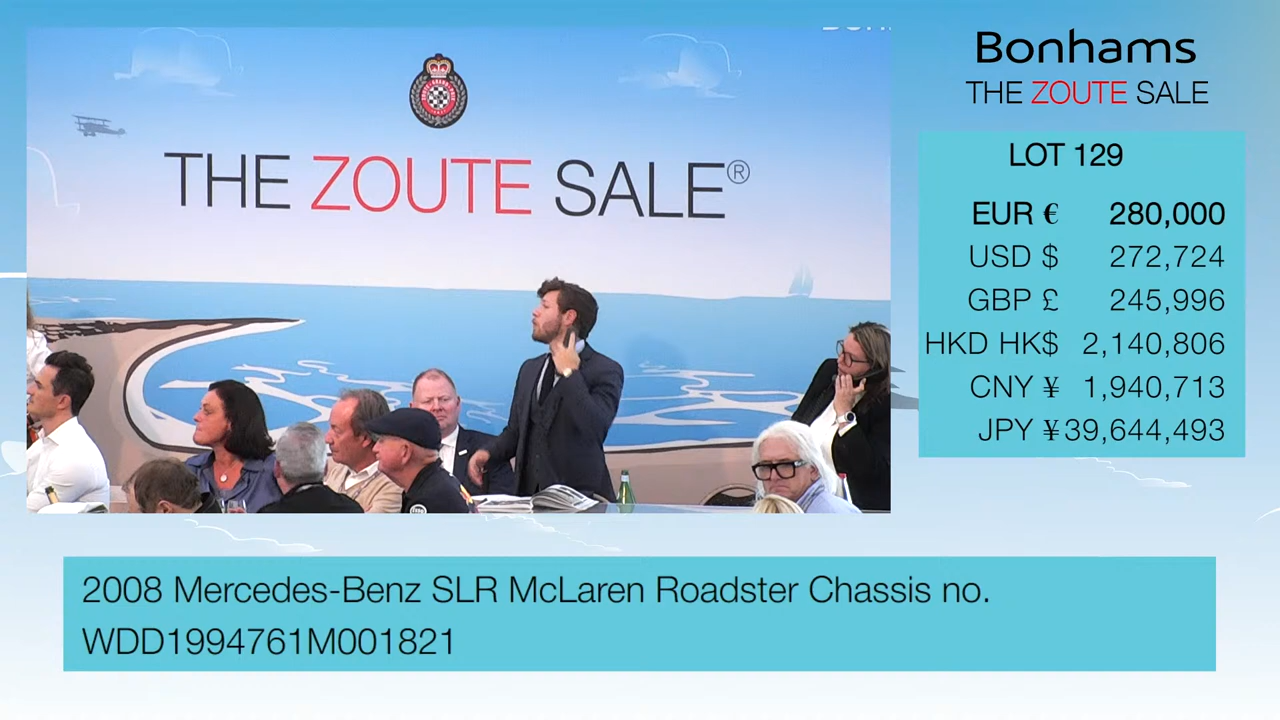 Bonhams
THE ZOUTE SALE
THE ZOUTE SALE®
LOT 129
EUR € 280,000
USD $ 272,724
GBP £ 245,996
HKD HK$ 2,140,806
CNY ¥ 1,940,713
JPY ¥39,644,493
2008 Mercedes-Benz SLR McLaren Roadster Chassis no.
WDD1994761M001821